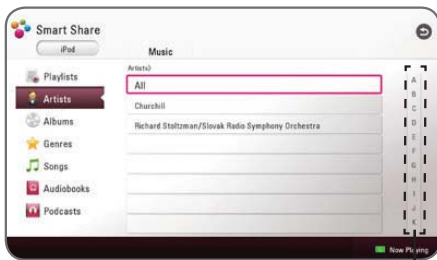 Smart Share
iPod
Music
Playlists
Artists
Albums
Genres
Songs
Audiobooks
Podcasts
Artists>
All
Churchill
Richard Stoltzman/Slovak Radio Symphony Orchestra
A
B
C
D
E
F
G
H
I
J
K
Now Playing